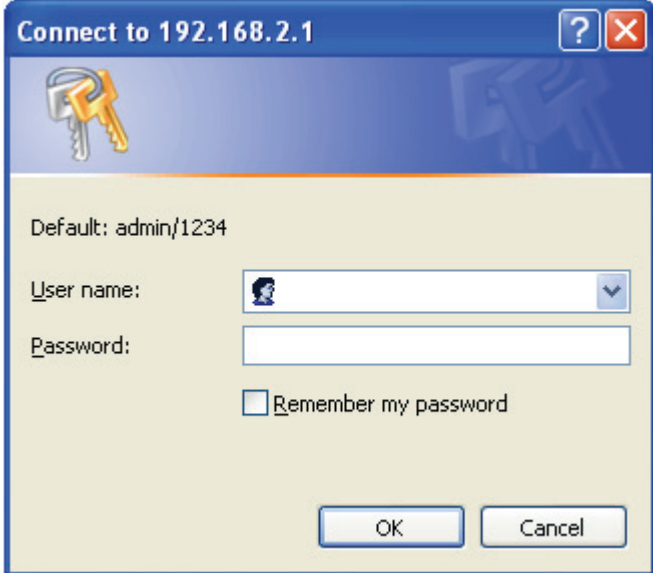 Connect to 192.168.2.1
Default: admin/1234
User name:
Password:
Remember my password
OK Cancel